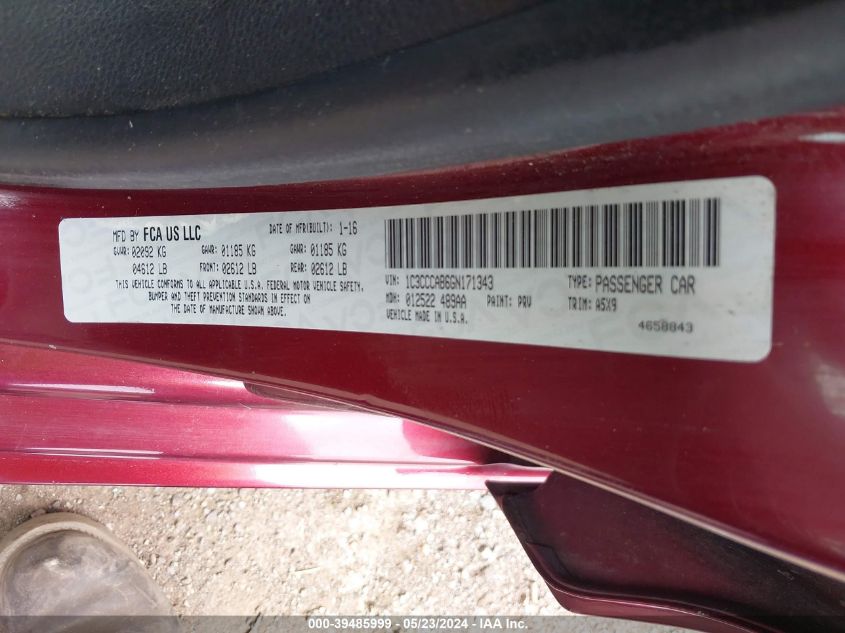 MFD BY FCA US LLC DATE OF MFR(BUILT): 1-16
GVWR: 02092 KG GAWR: 01185 KG GAWR: 01185 KG
04612 LB FRONT: 02612 LB REAR: 02612 LB
THIS VEHICLE CONFORMS TO ALL APPLICABLE U.S.A. FEDERAL MOTOR VEHICLE SAFETY,
BUMPER AND THEFT PREVENTION STANDARDS IN EFFECT ON
THE DATE OF MANUFACTURE SHOWN ABOVE.
VIN: 1C3CCCAB6GN171343 TYPE: PASSENGER CAR
MDH: 012522 489AA PAINT: PRV TRIM: A5X9
VEHICLE MADE IN U.S.A. 4658843
000-39485999 - 05/23/2024 - IAA, Inc.